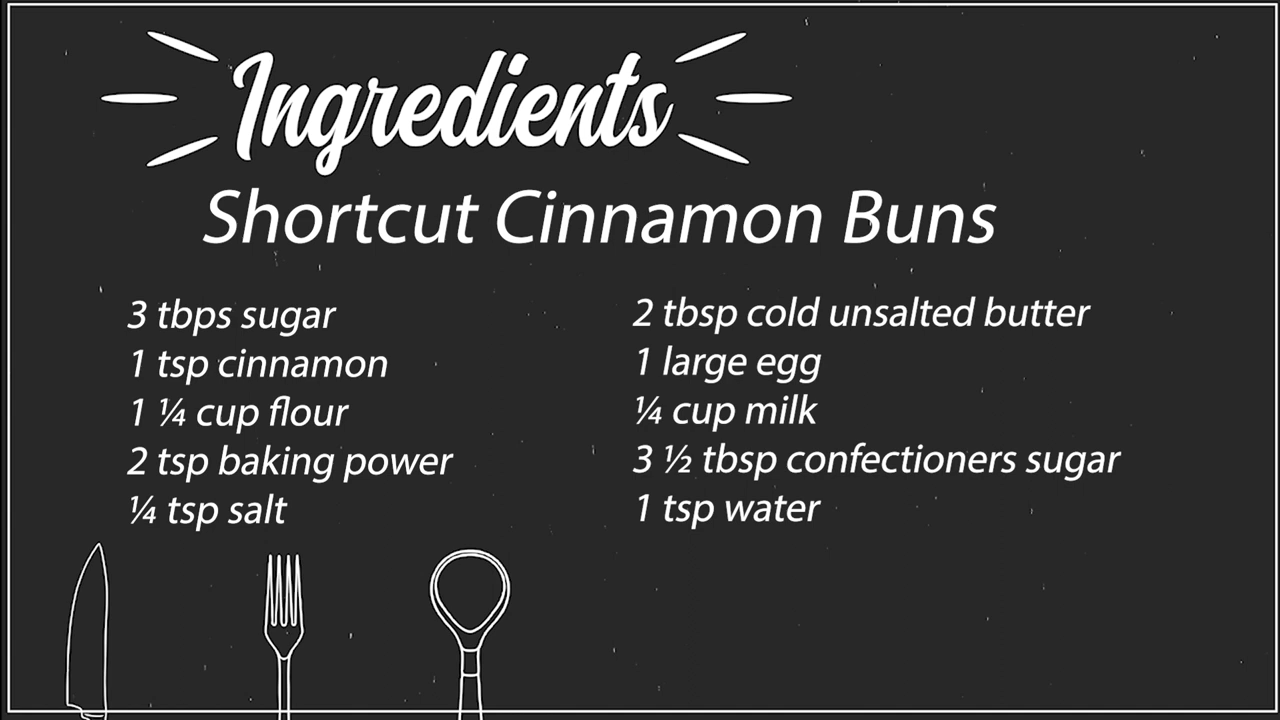 Ingredients
Shortcut Cinnamon Buns
3 tbps sugar
1 tsp cinnamon
1 ¼ cup flour
2 tsp baking power
¼ tsp salt
2 tbsp cold unsalted butter
1 large egg
¼ cup milk
3 ½ tbsp confectioners sugar
1 tsp water